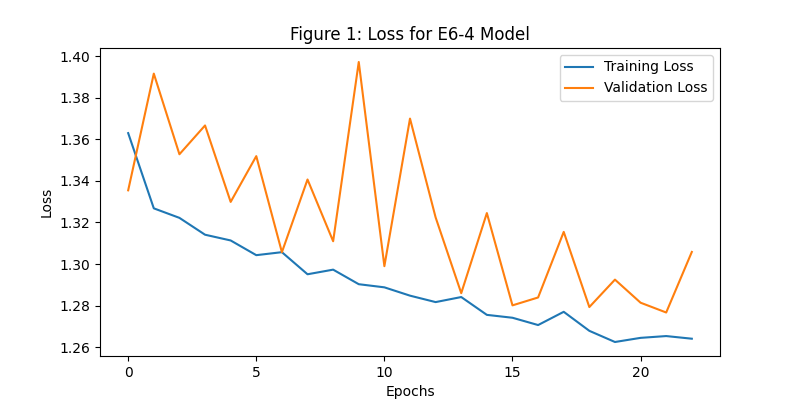 Figure 1: Loss for E6-4 Model
Training Loss
Validation Loss
Loss
1.40
1.38
1.36
1.34
1.32
1.30
1.28
1.26
0
5
10
15
20
Epochs